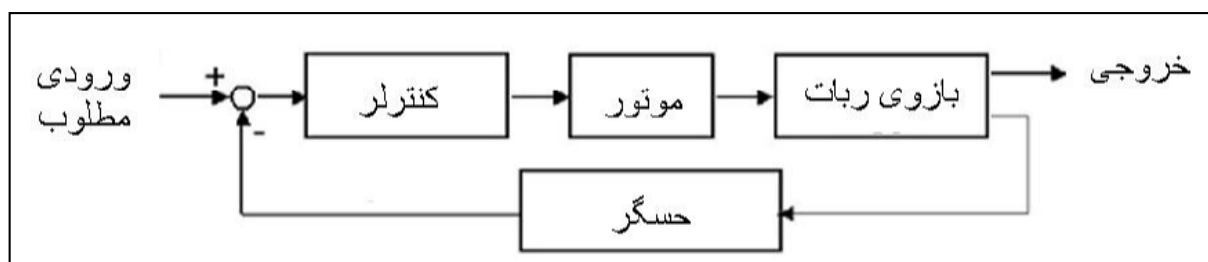 ورودی
مطلوب
+
-
کنترلر
موتور
بازوی ربات
خروجی
حسگر